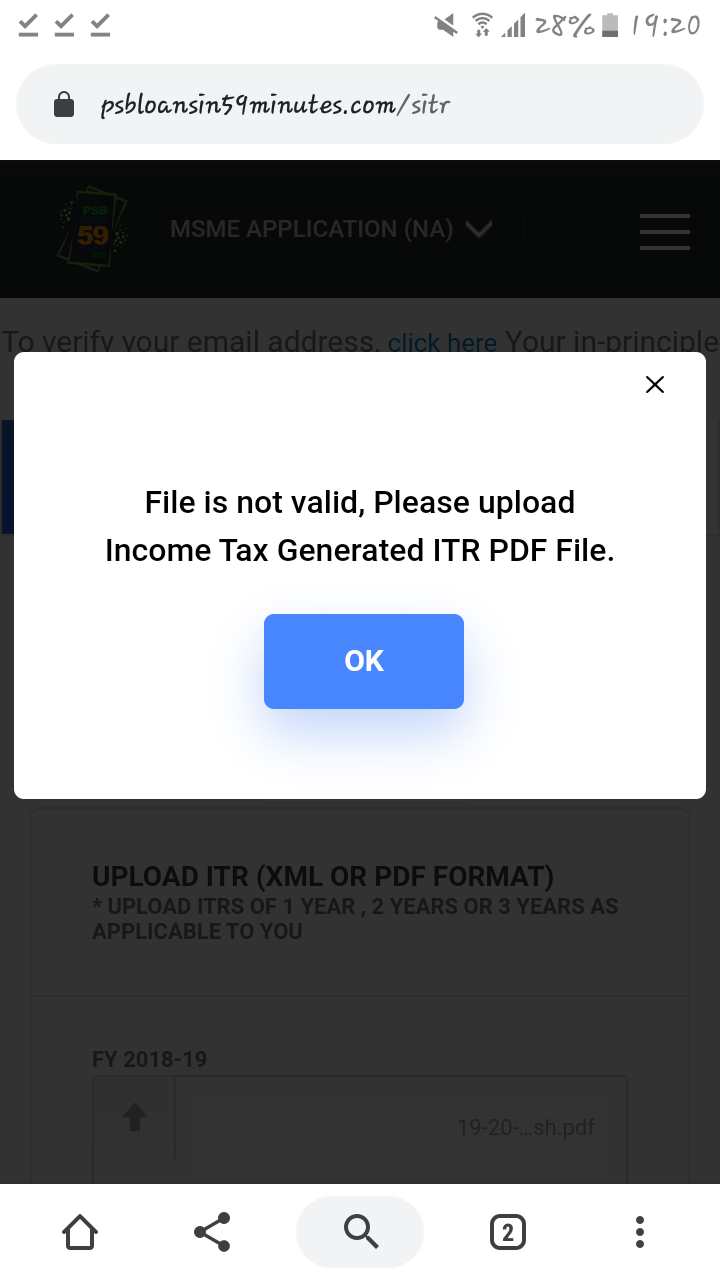 28% 19:20
psbloansin59minutes.com/sitr
PSB
59
MSME APPLICATION (NA)
To verify your email address, click here Your in-principle
File is not valid, Please upload
Income Tax Generated ITR PDF File.
OK
UPLOAD ITR (XML OR PDF FORMAT)
* UPLOAD ITRS OF 1 YEAR , 2 YEARS OR 3 YEARS AS
APPLICABLE TO YOU
FY 2018-19
19-20-...sh.pdf
2